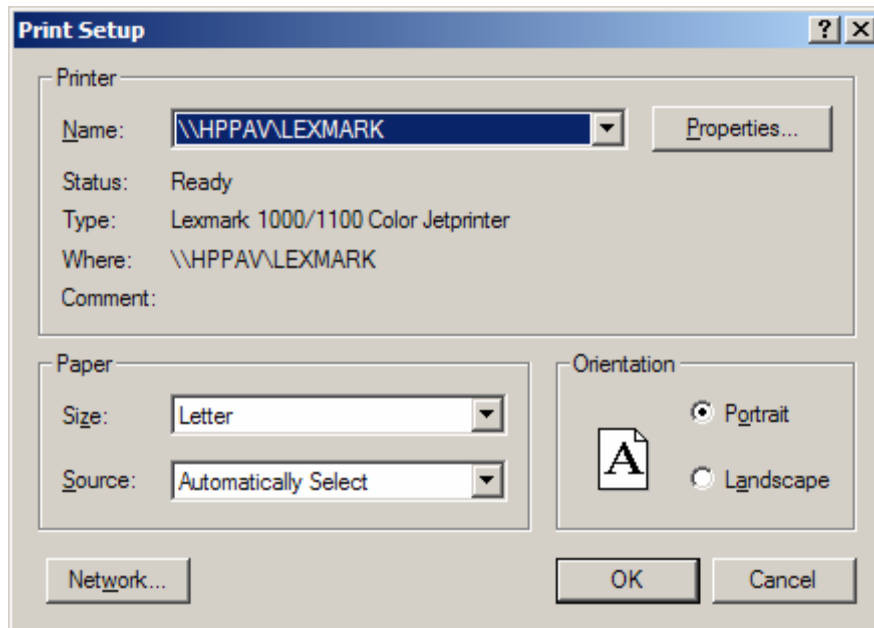 Print Setup
Printer
Name: \\HPPAV\LEXMARK Properties...
Status: Ready
Type: Lexmark 1000/1100 Color Jetprinter
Where: \\HPPAV\LEXMARK
Comment:
Paper
Size: Letter
Source: Automatically Select
Orientation
A
Portrait
Landscape
Network... OK Cancel